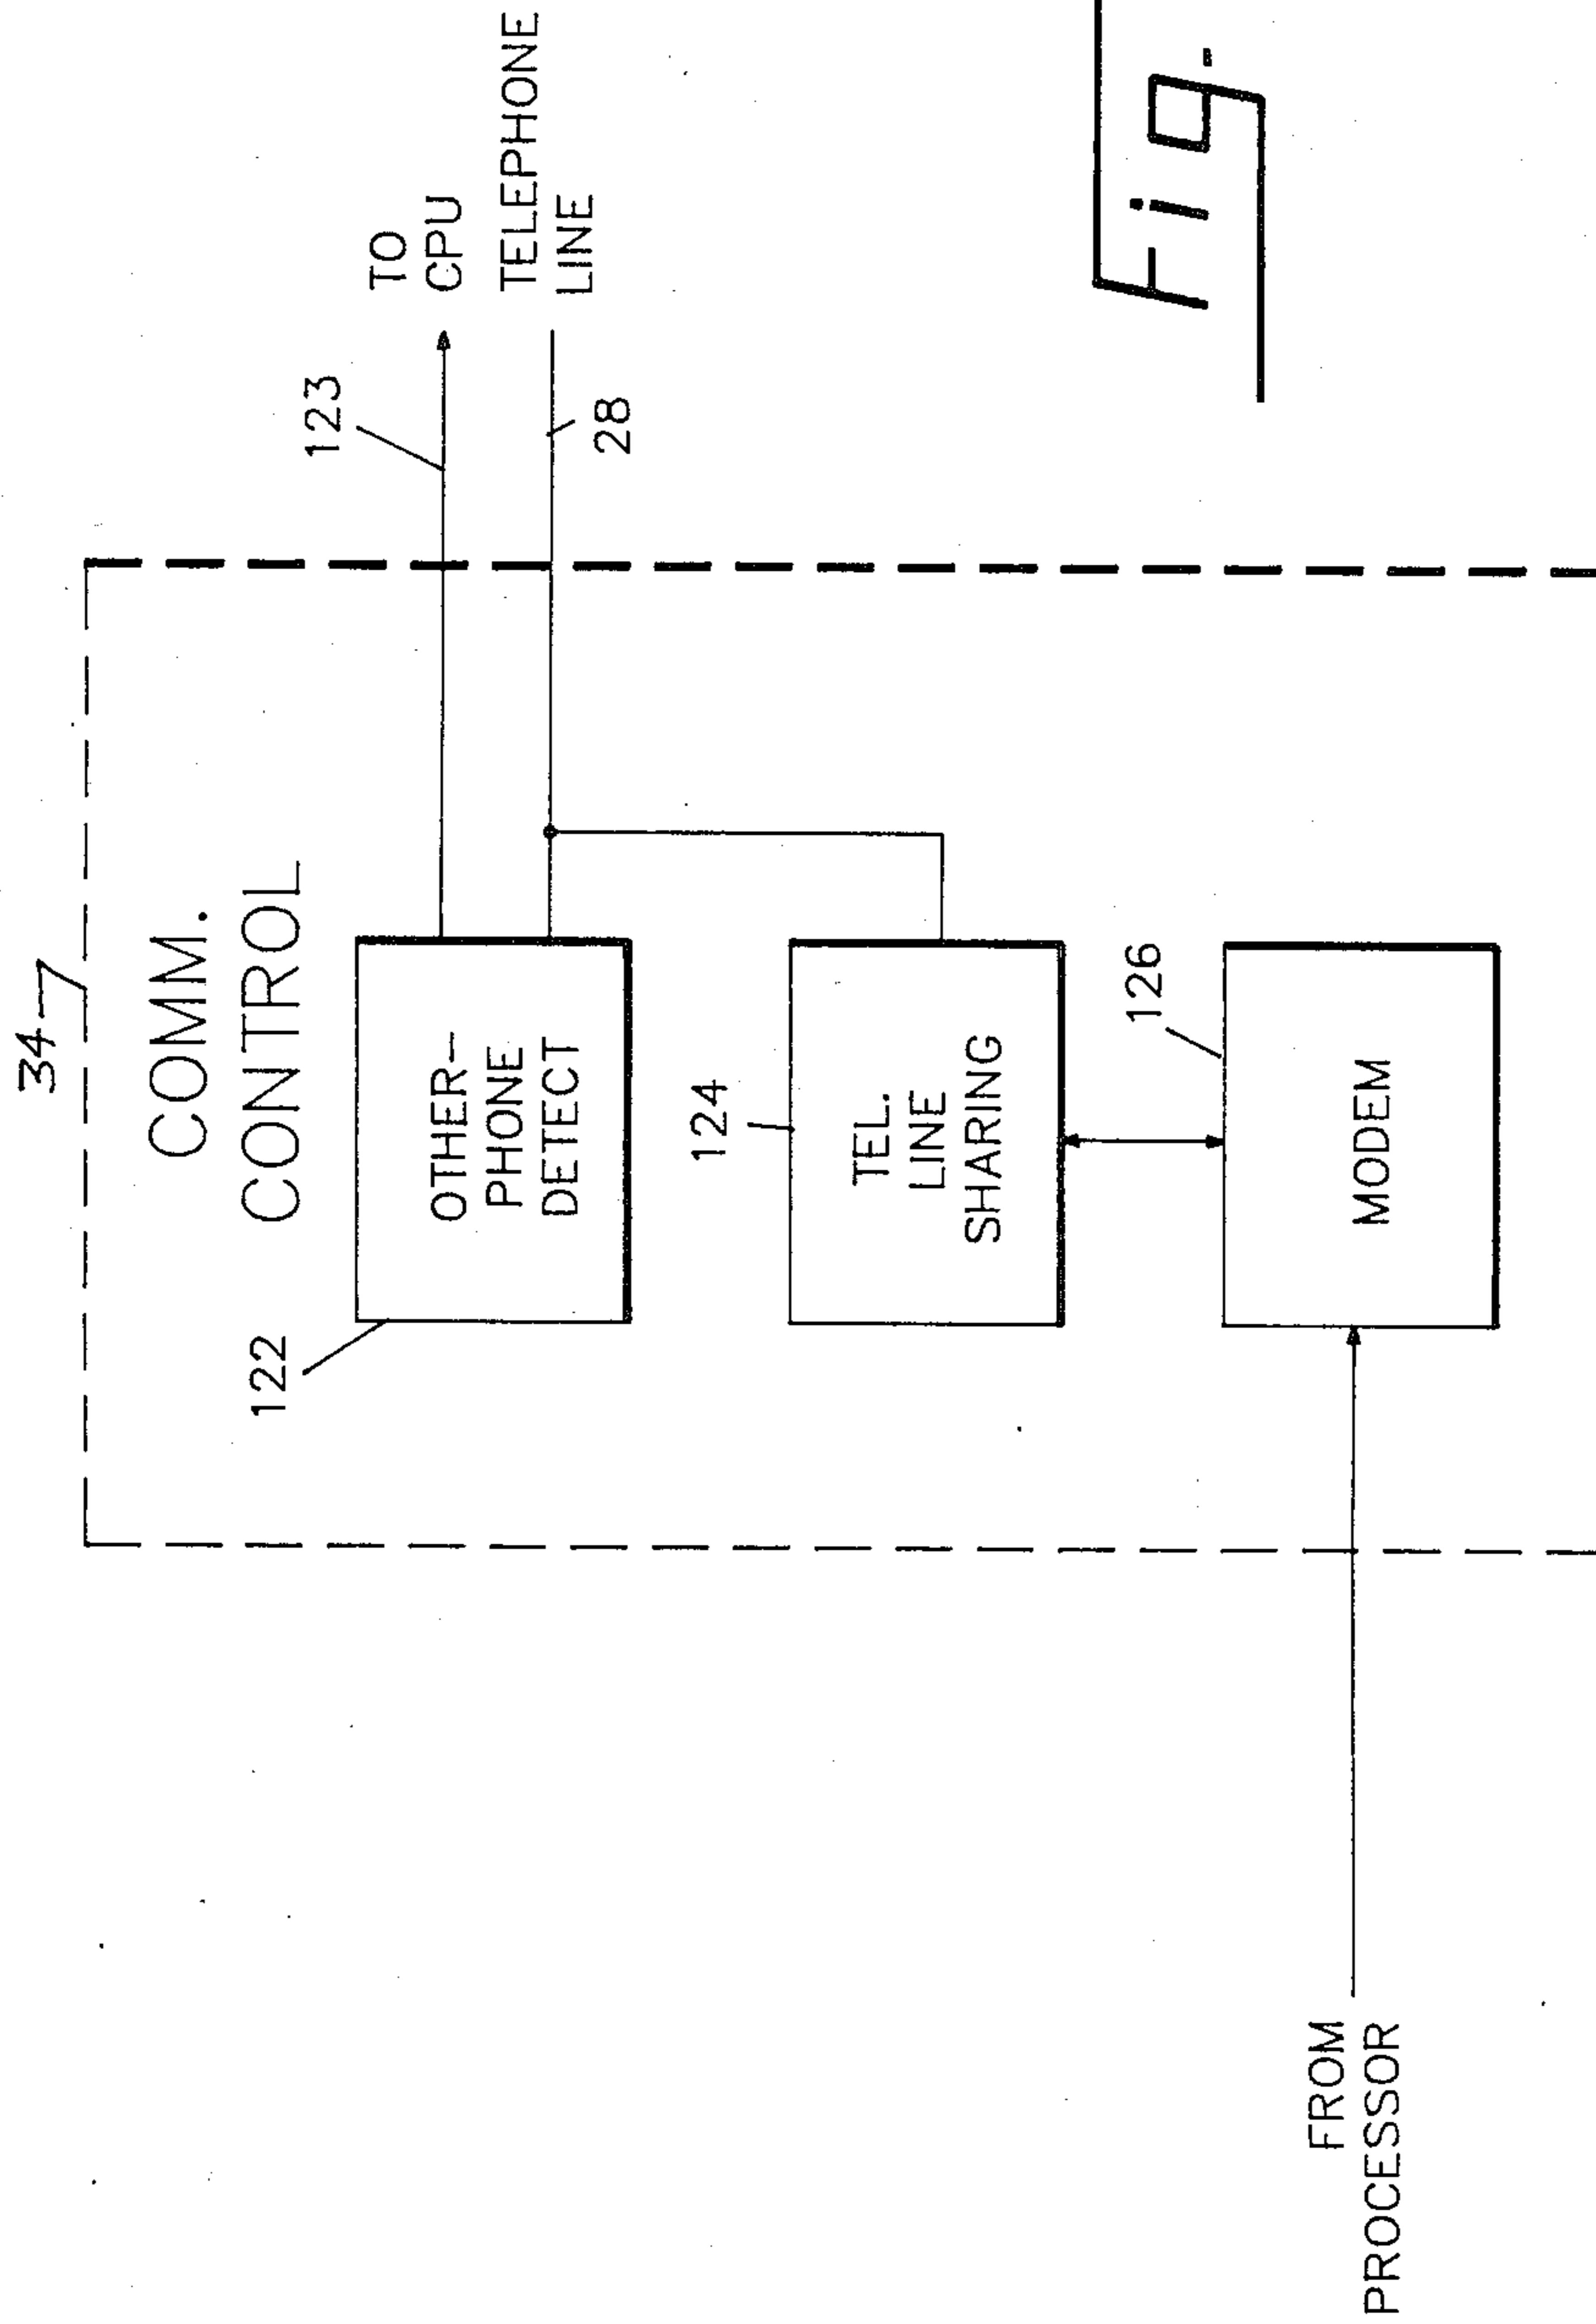 34
COMM.
CONTROL
122
OTHER-
PHONE
DETECT
123
TO
CPU
TELEPHONE
LINE
28
124
TEL.
LINE
SHARING
126
MODEM
FROM
PROCESSOR
Fig-